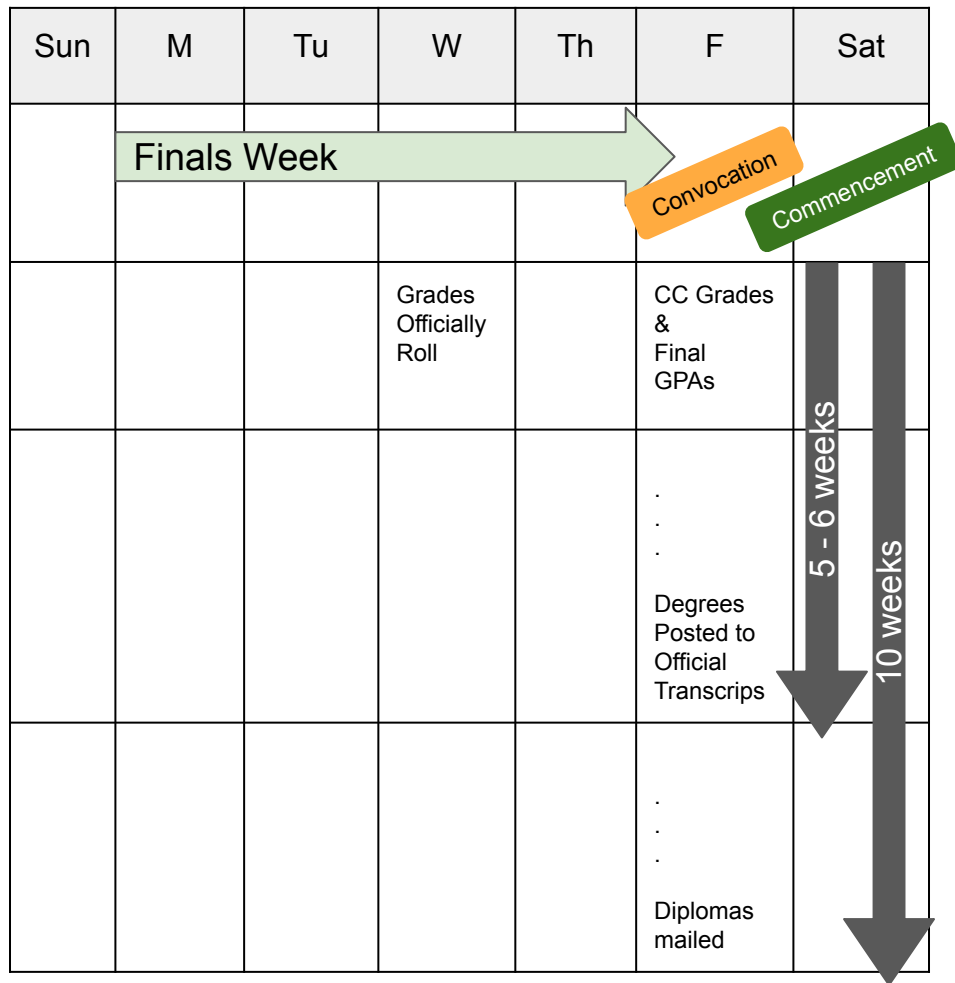 Sun M Tu W Th F Sat
Finals Week
Convocation
Commencement
Grades
Officially
Roll
CC Grades
&
Final
GPAs
5 - 6 weeks
10 weeks
.
.
.
Degrees
Posted to
Official
Transcrips
.
.
.
Diplomas
mailed